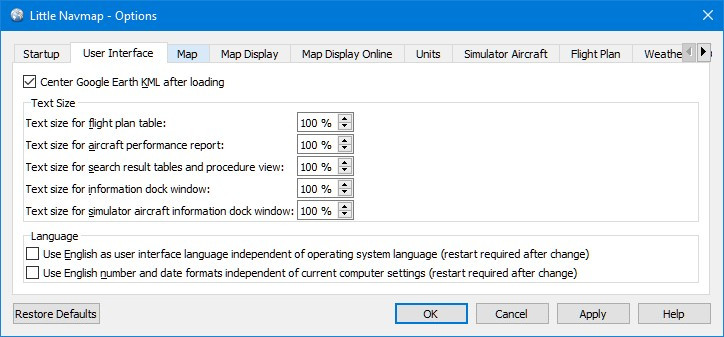 Little Navmap - Options
Startup User Interface Map Map Display Map Display Online Units Simulator Aircraft Flight Plan Weather
Center Google Earth KML after loading
Text Size
Text size for flight plan table: 100 %
Text size for aircraft performance report: 100 %
Text size for search result tables and procedure view: 100 %
Text size for information dock window: 100 %
Text size for simulator aircraft information dock window: 100 %
Language
Use English as user interface language independent of operating system language (restart required after change)
Use English number and date formats independent of current computer settings (restart required after change)
Restore Defaults OK Cancel Apply Help